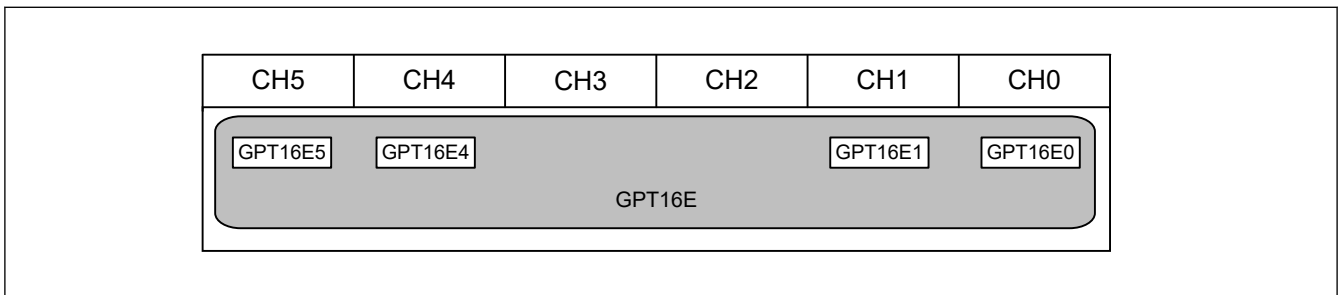 CH5 CH4 CH3 CH2 CH1 CH0
GPT16E5 GPT16E4 GPT16E1 GPT16E0
GPT16E